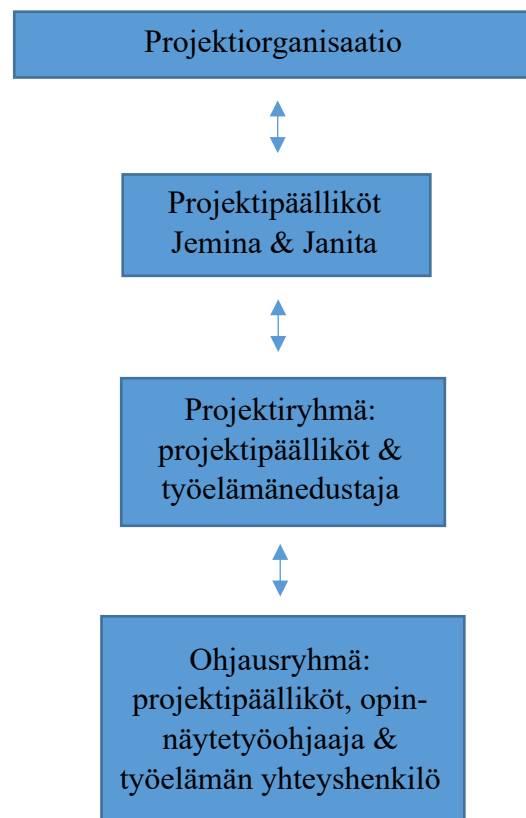 Projektiorganisaatio
Projektipäälliköt
Jemina & Janita
Projektiryhmä:
projektipäälliköt &
työelämänedustaja
Ohjausryhmä:
projektipäälliköt, opin-
näytetyöohjaaja &
työelämän yhteyshenkilö